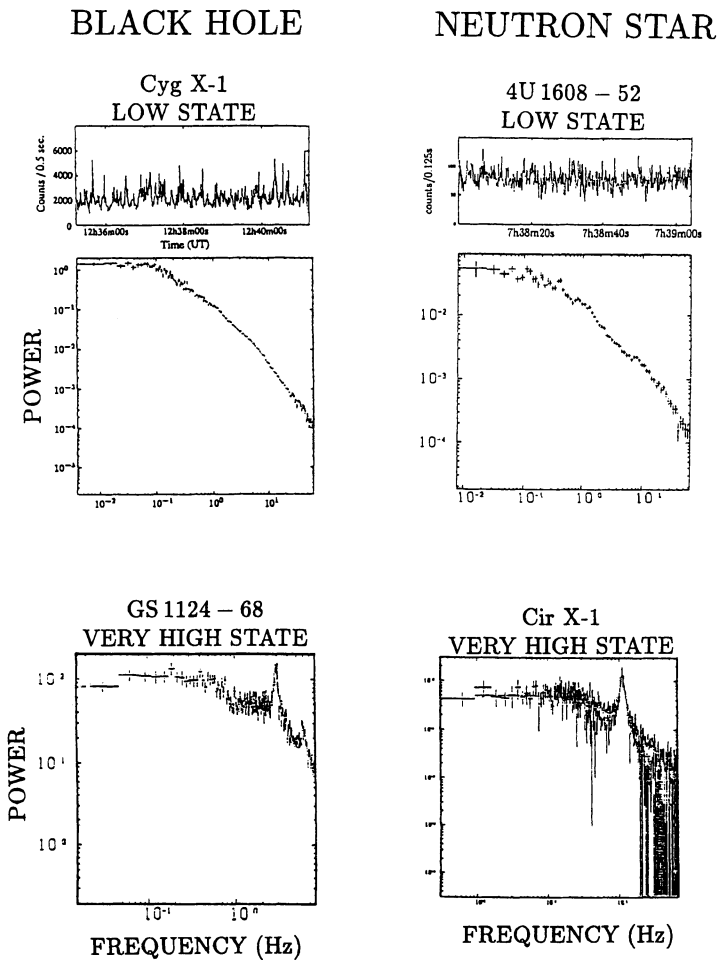 BLACK HOLE
NEUTRON STAR
Cyg X-1
LOW STATE
4U 1608 – 52
LOW STATE
Counts / 0.5 sec.
6000
4000
2000
0
12h36m00s 12h38m00s 12h40m00s
Time (UT)
counts/0.125s
7h38m20s 7h38m40s 7h39m00s
POWER
10⁰
10⁻¹
10⁻²
10⁻³
10⁻⁴
10⁻² 10⁻¹ 10⁰ 10¹
10⁻²
10⁻³
10⁻⁴
10⁻² 10⁻¹ 10⁰ 10¹
GS 1124 – 68
VERY HIGH STATE
Cir X-1
VERY HIGH STATE
POWER
10⁻¹ 10⁰
FREQUENCY (Hz)
FREQUENCY (Hz)